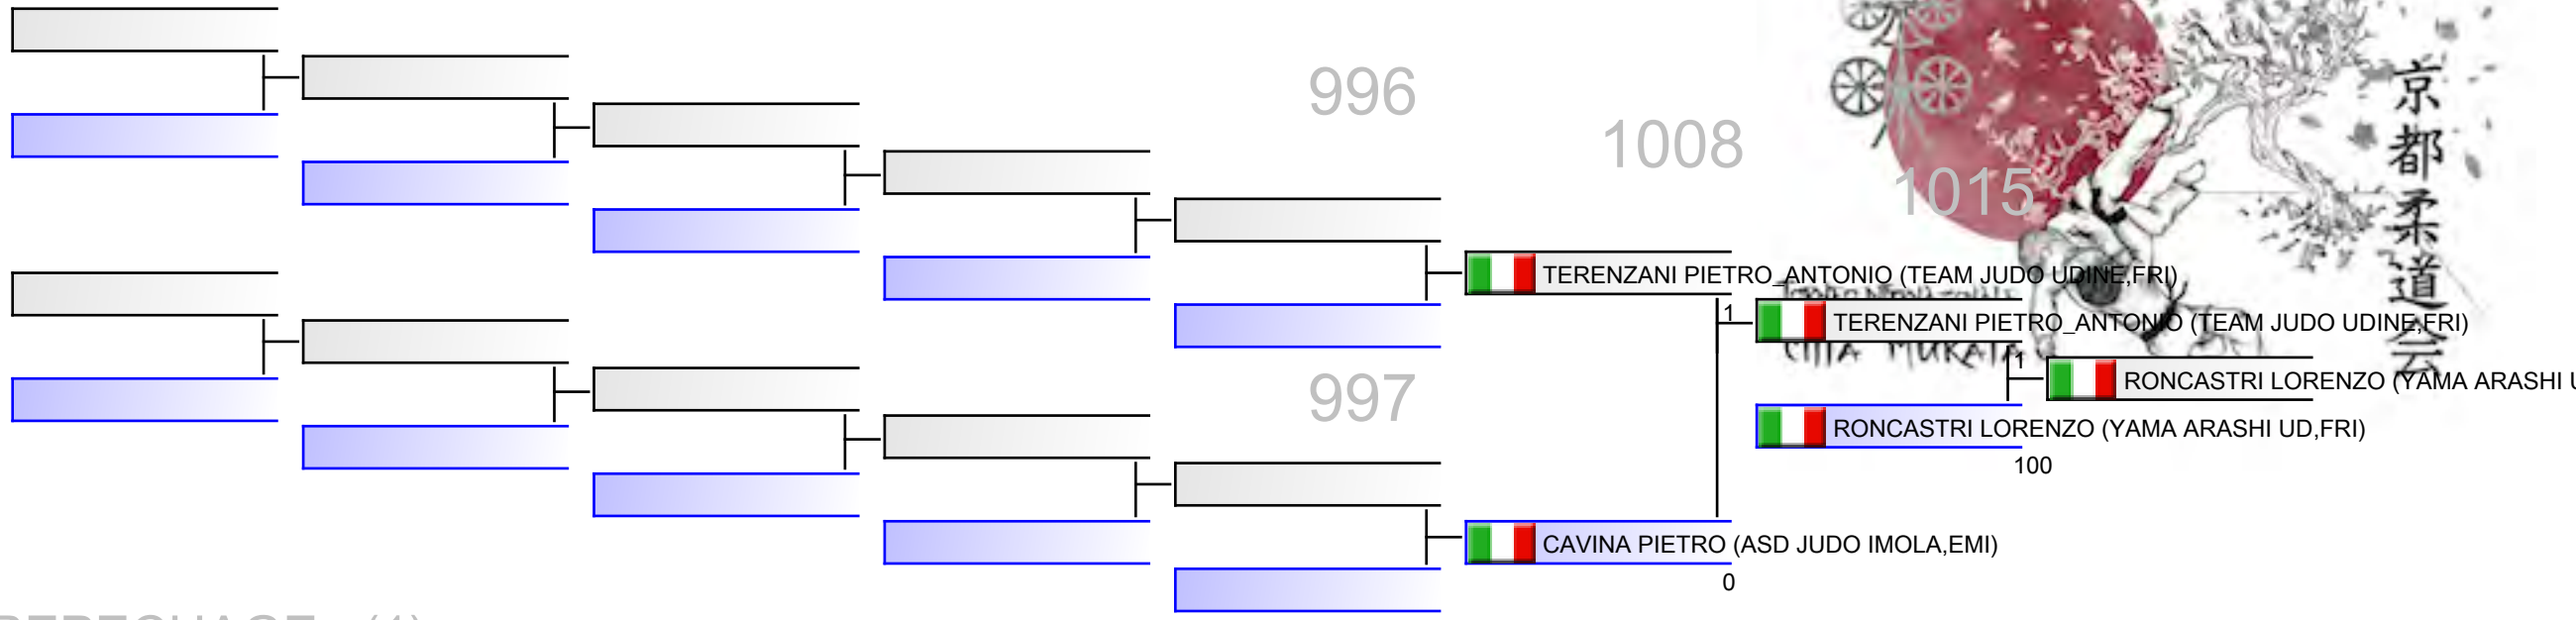 996
1008
1015
京都柔道会
TERENZANI PIETRO_ANTONIO (TEAM JUDO UDINE,FRI)
1
TERENZANI PIETRO_ANTONIO (TEAM JUDO UDINE,FRI)
CITTA MURATA
1
RONCASTRI LORENZO (YAMA ARASHI U
997
RONCASTRI LORENZO (YAMA ARASHI UD,FRI)
100
CAVINA PIETRO (ASD JUDO IMOLA,EMI)
0